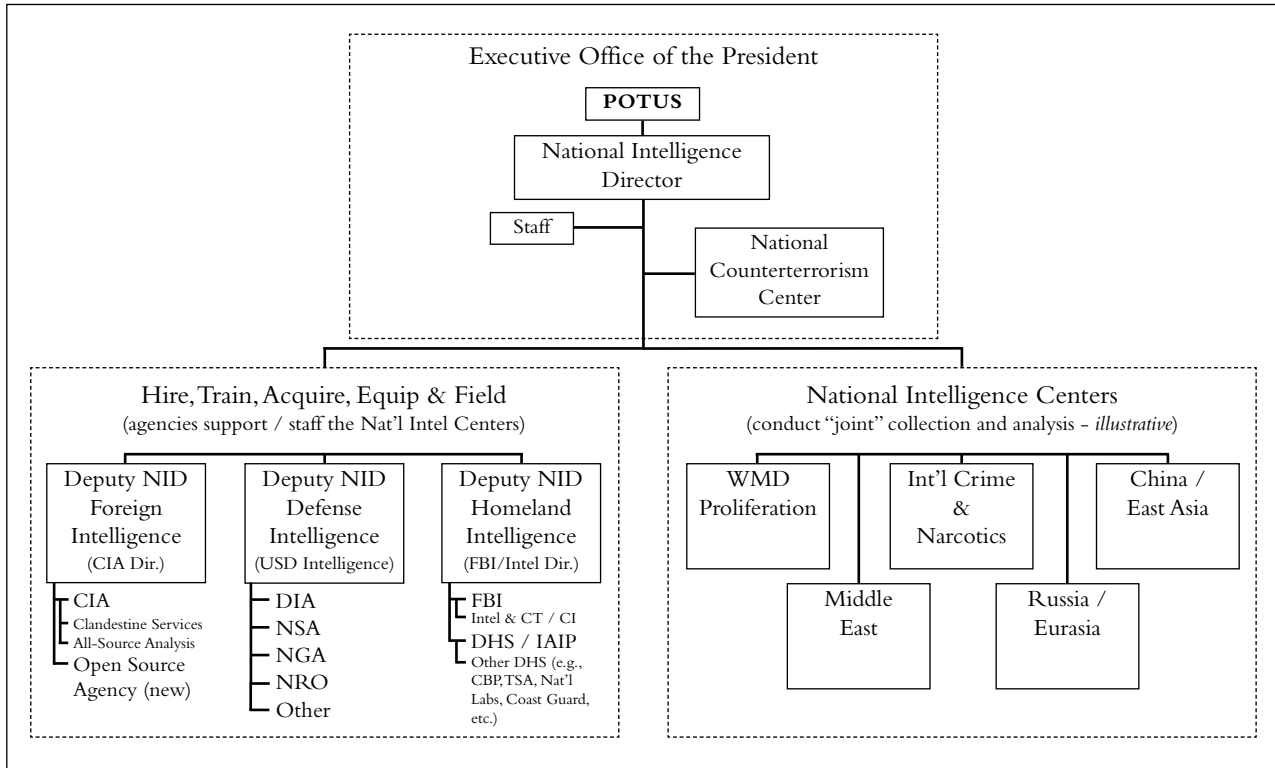 Executive Office of the President
POTUS
National Intelligence
Director
Staff
National
Counterterrorism
Center
Hire, Train, Acquire, Equip & Field
(agencies support / staff the Nat'l Intel Centers)
Deputy NID
Foreign
Intelligence
(CIA Dir.)
CIA
Clandestine Services
All-Source Analysis
Open Source
Agency (new)
Deputy NID
Defense
Intelligence
(USD Intelligence)
DIA
NSA
NGA
NRO
Other
Deputy NID
Homeland
Intelligence
(FBI/Intel Dir.)
FBI
Intel & CT / CI
DHS / IAIP
Other DHS (e.g.,
CBP, TSA, Nat'l
Labs, Coast Guard,
etc.)
National Intelligence Centers
(conduct “joint” collection and analysis - illustrative)
WMD
Proliferation
Int'l Crime
&
Narcotics
China /
East Asia
Middle
East
Russia /
Eurasia